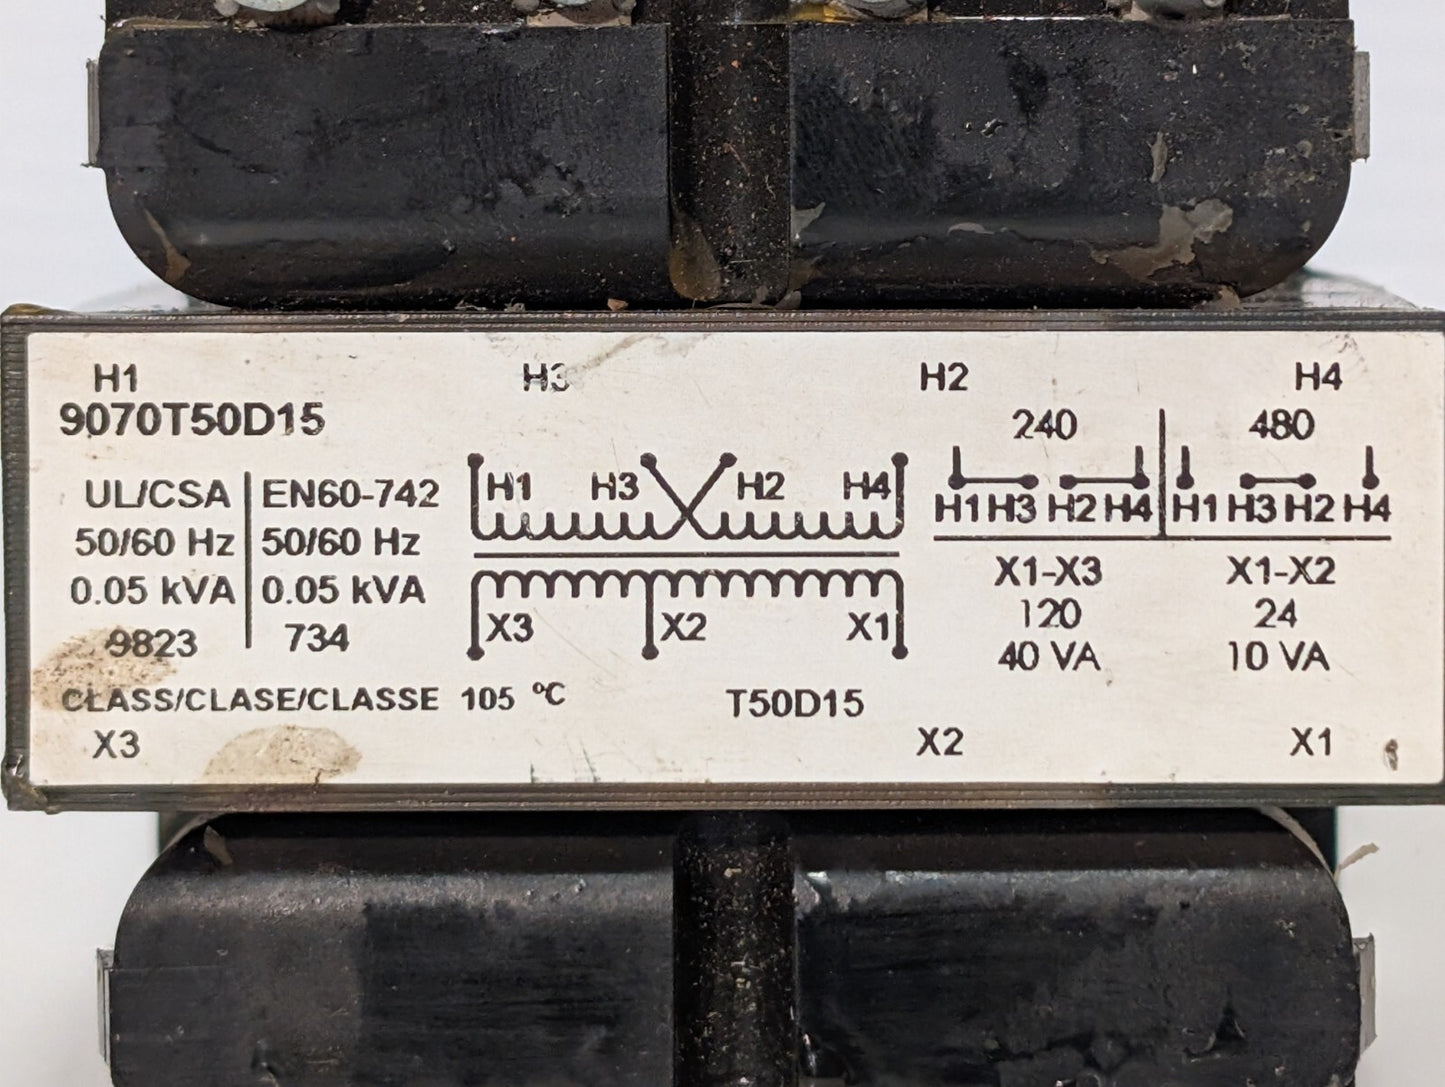 H1 H3 H2 H4
9070T50D15
240 480
UL/CSA EN60-742
50/60 Hz 50/60 Hz
0.05 kVA 0.05 kVA
9823 734
H1 H3 H2 H4
X3 X2 X1
H1 H3 H2 H4 H1 H3 H2 H4
X1-X3 X1-X2
120 24
40 VA 10 VA
CLASS/CLASE/CLASSE 105 ºC T50D15
X3 X2 X1